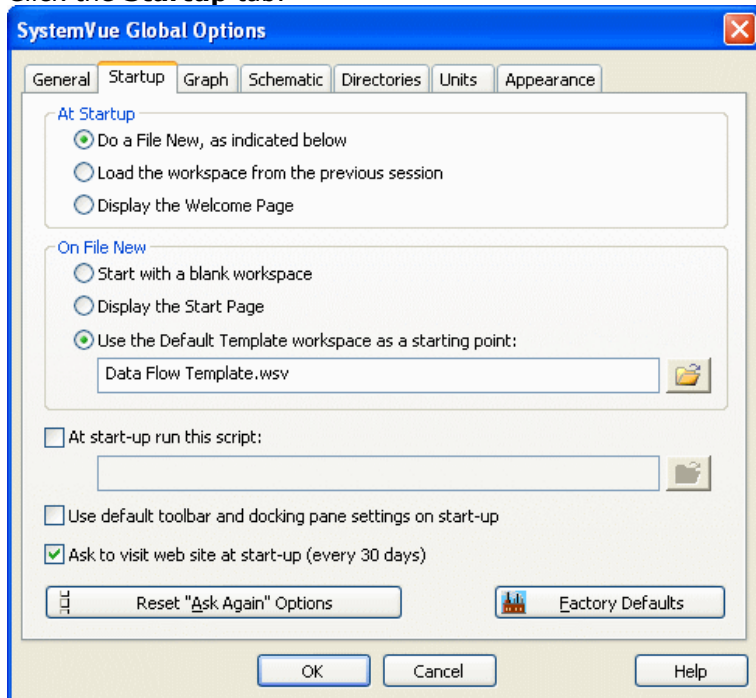 Click the Startup tab.
SystemVue Global Options
General Startup Graph Schematic Directories Units Appearance
At Startup
Do a File New, as indicated below
Load the workspace from the previous session
Display the Welcome Page
On File New
Start with a blank workspace
Display the Start Page
Use the Default Template workspace as a starting point:
Data Flow Template.wsv
At start-up run this script:
Use default toolbar and docking pane settings on start-up
Ask to visit web site at start-up (every 30 days)
Reset "Ask Again" Options Factory Defaults
OK Cancel Help